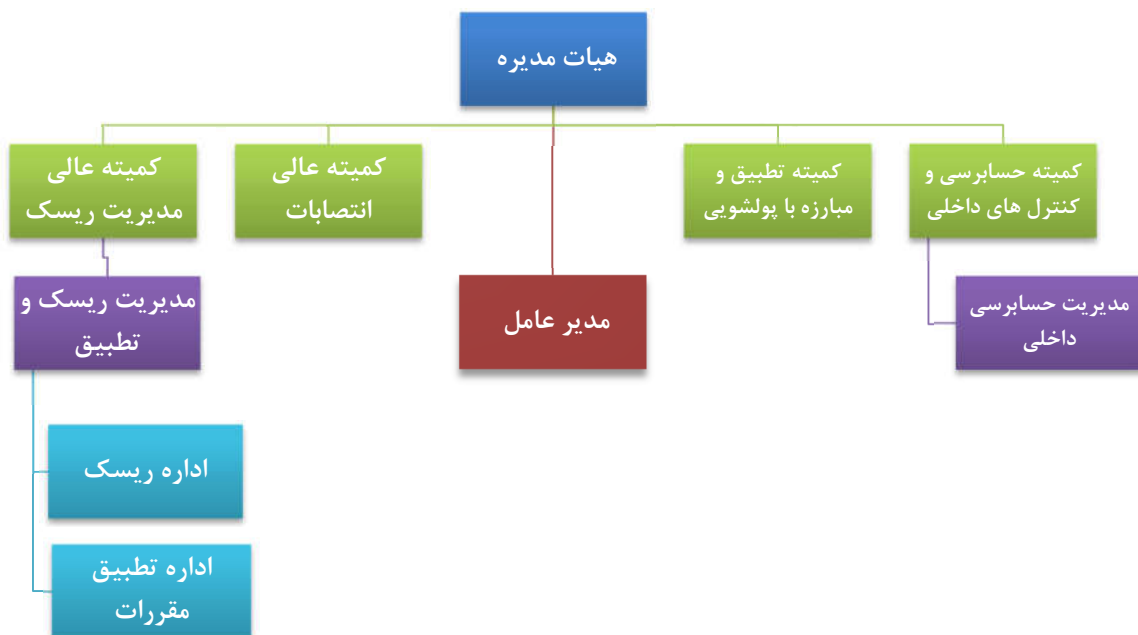 هیات مدیره
کمیته حسابرسی و
کنترل های داخلی
کمیته تطبیق و
مبارزه با پولشویی
کمیته عالی
انتصابات
کمیته عالی
مدیریت ریسک
مدیریت حسابرسی
داخلی
مدیر عامل
مدیریت ریسک و
تطبیق
اداره ریسک
اداره تطبیق
مقررات